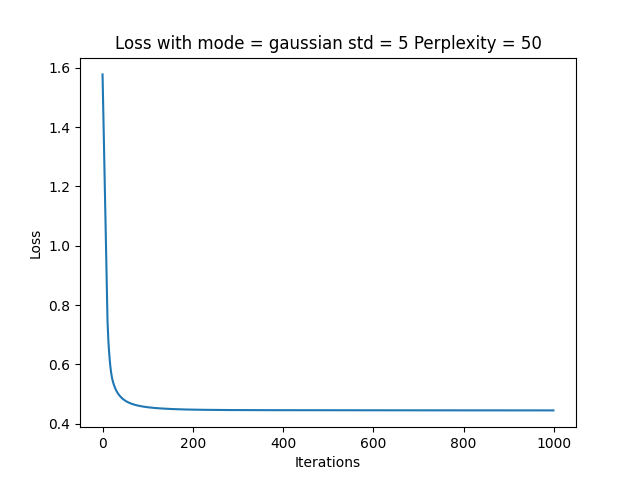 Loss with mode = gaussian std = 5 Perplexity = 50
1.6
1.4
1.2
1.0
0.8
0.6
0.4
Loss
0 200 400 600 800 1000
Iterations